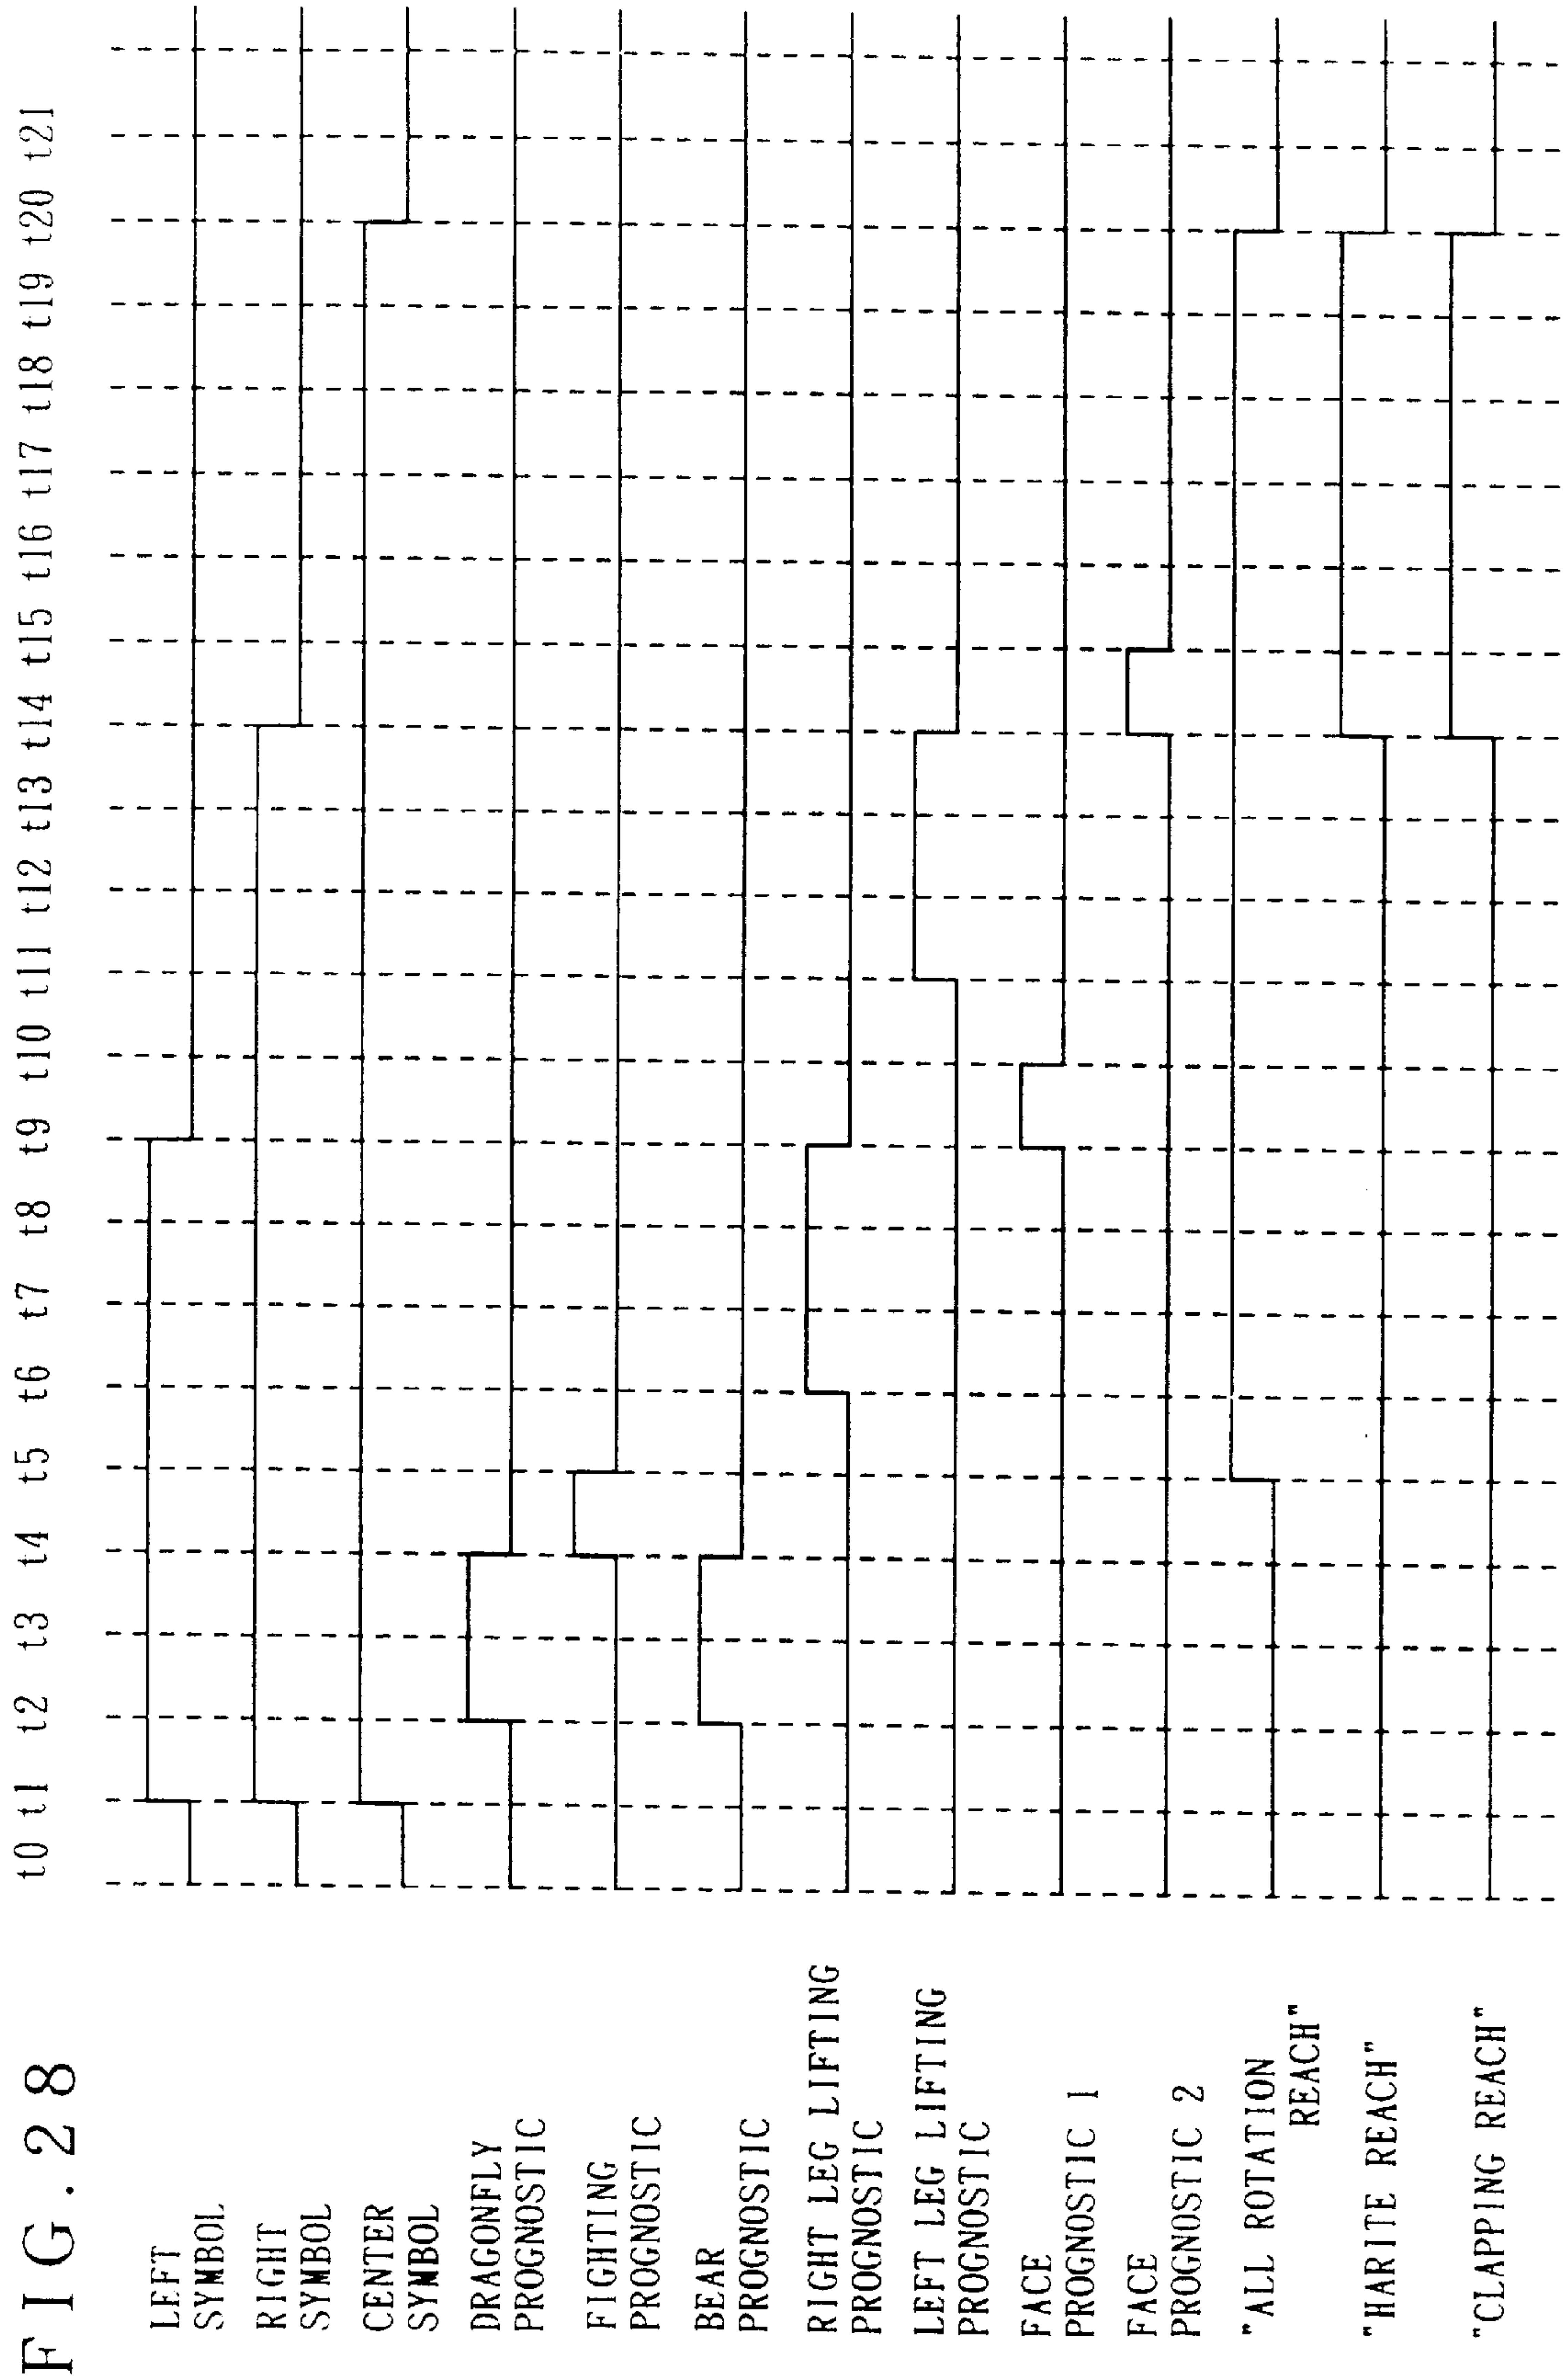 FIG.28
t0 t1 t2 t3 t4 t5 t6 t7 t8 t9 t10 t11 t12 t13 t14 t15 t16 t17 t18 t19 t20 t21
LEFT
SYMBOL
RIGHT
SYMBOL
CENTER
SYMBOL
DRAGONFLY
PROGNOSTIC
FIGHTING
PROGNOSTIC
BEAR
PROGNOSTIC
RIGHT LEG LIFTING
PROGNOSTIC
LEFT LEG LIFTING
PROGNOSTIC
FACE
PROGNOSTIC 1
FACE
PROGNOSTIC 2
"ALL ROTATION
REACH"
"HARITE REACH"
"CLAPPING REACH"